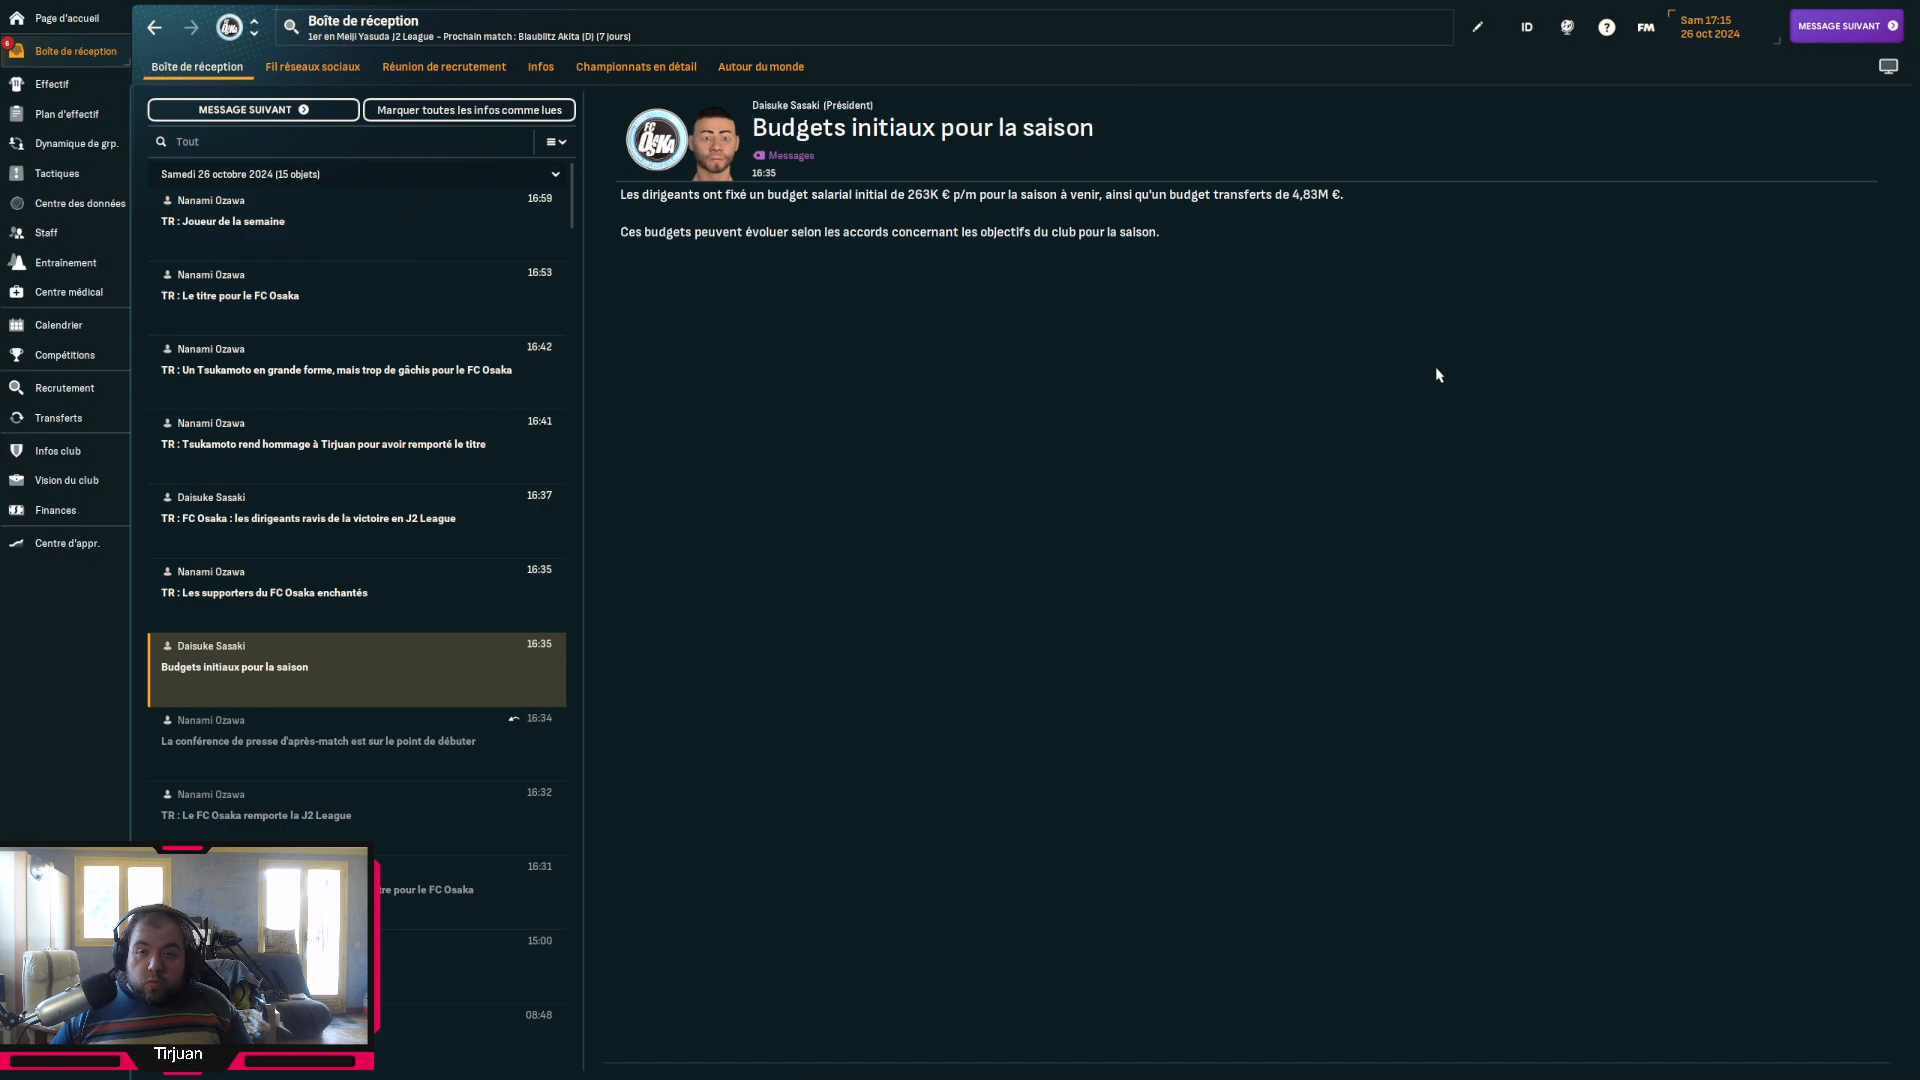 Page d'accueil
6
Boîte de réception
Effectif
Plan d'effectif
Dynamique de grp.
Tactiques
Centre des données
Staff
Entraînement
Centre médical
Calendrier
Compétitions
Recrutement
Transferts
Infos club
Vision du club
Finances
Centre d'appr.
Boîte de réception
1er en Meiji Yasuda J2 League - Prochain match : Blaublitz Akita (D) (7 jours)
ID
?
FM
Sam 17:15
26 oct 2024
MESSAGE SUIVANT
Boîte de réception
Fil réseaux sociaux
Réunion de recrutement
Infos
Championnats en détail
Autour du monde
MESSAGE SUIVANT
Marquer toutes les infos comme lues
Tout
Samedi 26 octobre 2024 (15 objets)
Nanami Ozawa 16:59
TR : Joueur de la semaine
Nanami Ozawa 16:53
TR : Le titre pour le FC Osaka
Nanami Ozawa 16:42
TR : Un Tsukamoto en grande forme, mais trop de gâchis pour le FC Osaka
Nanami Ozawa 16:41
TR : Tsukamoto rend hommage à Tirjuan pour avoir remporté le titre
Daisuke Sasaki 16:37
TR : FC Osaka : les dirigeants ravis de la victoire en J2 League
Nanami Ozawa 16:35
TR : Les supporters du FC Osaka enchantés
Daisuke Sasaki 16:35
Budgets initiaux pour la saison
Nanami Ozawa 16:34
La conférence de presse d'après-match est sur le point de débuter
Nanami Ozawa 16:32
TR : Le FC Osaka remporte la J2 League
16:31
tre pour le FC Osaka
15:00
08:48
Tirjuan
FC
OSAKA
Daisuke Sasaki (Président)
Budgets initiaux pour la saison
Messages
16:35
Les dirigeants ont fixé un budget salarial initial de 263K € p/m pour la saison à venir, ainsi qu'un budget transferts de 4,83M €.
Ces budgets peuvent évoluer selon les accords concernant les objectifs du club pour la saison.